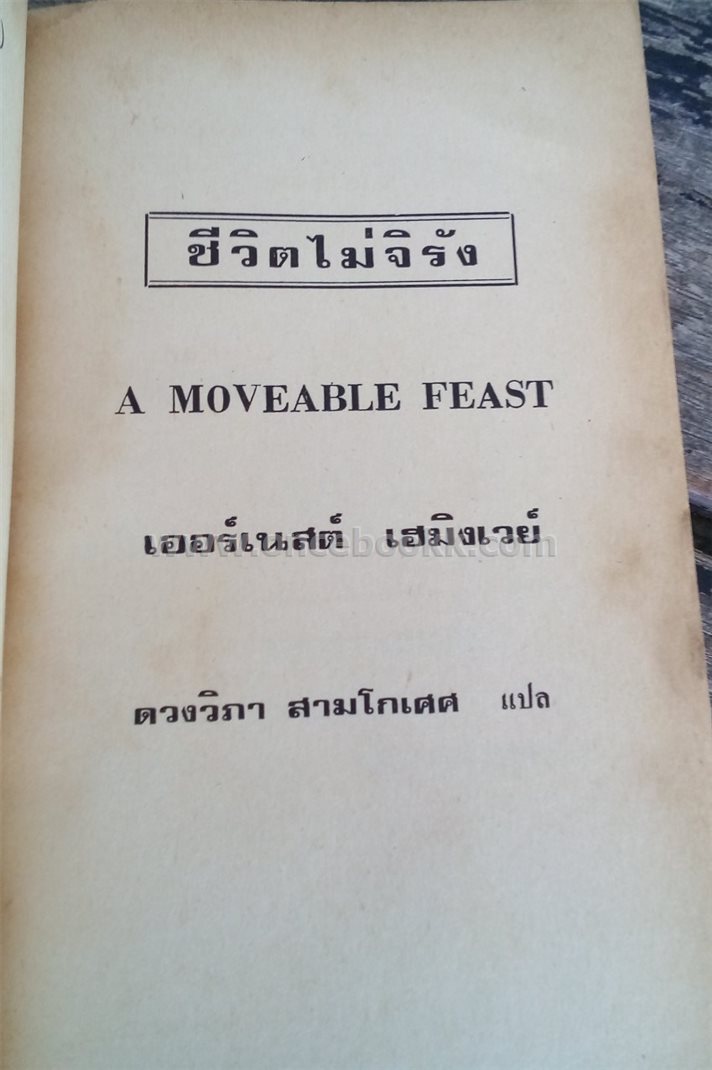 ชีวิตไม่จิรัง
A MOVEABLE FEAST
เออร์เนสต์ เฮมิงเวย์
ดวงวิภา สามโกเศศ แปล